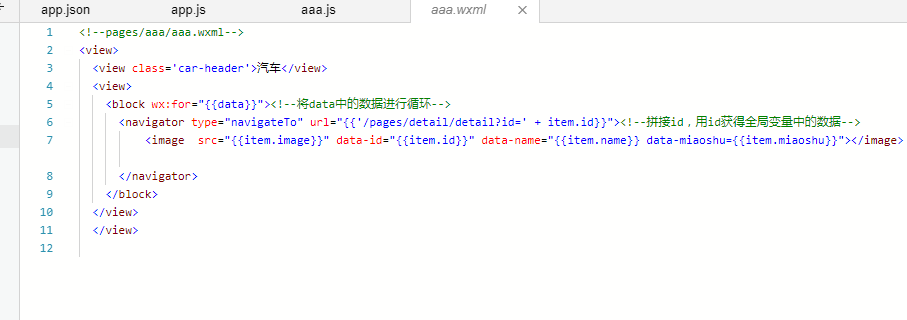 app.json app.js aaa.js aaa.wxml
1 <!--pages/aaa/aaa.wxml-->
2 <view>
3 <view class='car-header'>汽车</view>
4 <view>
5 <block wx:for="{{data}}"><!--将data中的数据进行循环-->
6 <navigator type="navigateTo" url="{{'/pages/detail/detail?id=' + item.id}}"><!--拼接id，用id获得全局变量中的数据-->
7 <image  src="{{item.image}}" data-id="{{item.id}}" data-name="{{item.name}} data-miaoshu={{item.miaoshu}}"></image>
8 </navigator>
9 </block>
10 </view>
11 </view>
12